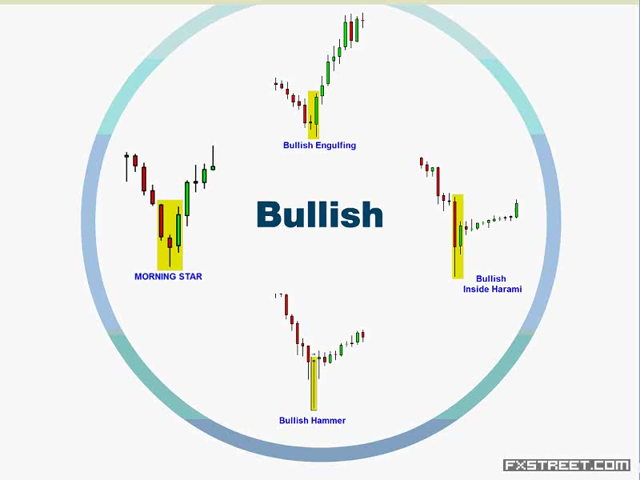 Bullish Engulfing
Bullish
MORNING STAR
Bullish
Inside Harami
Bullish Hammer
FXSTREET.COM